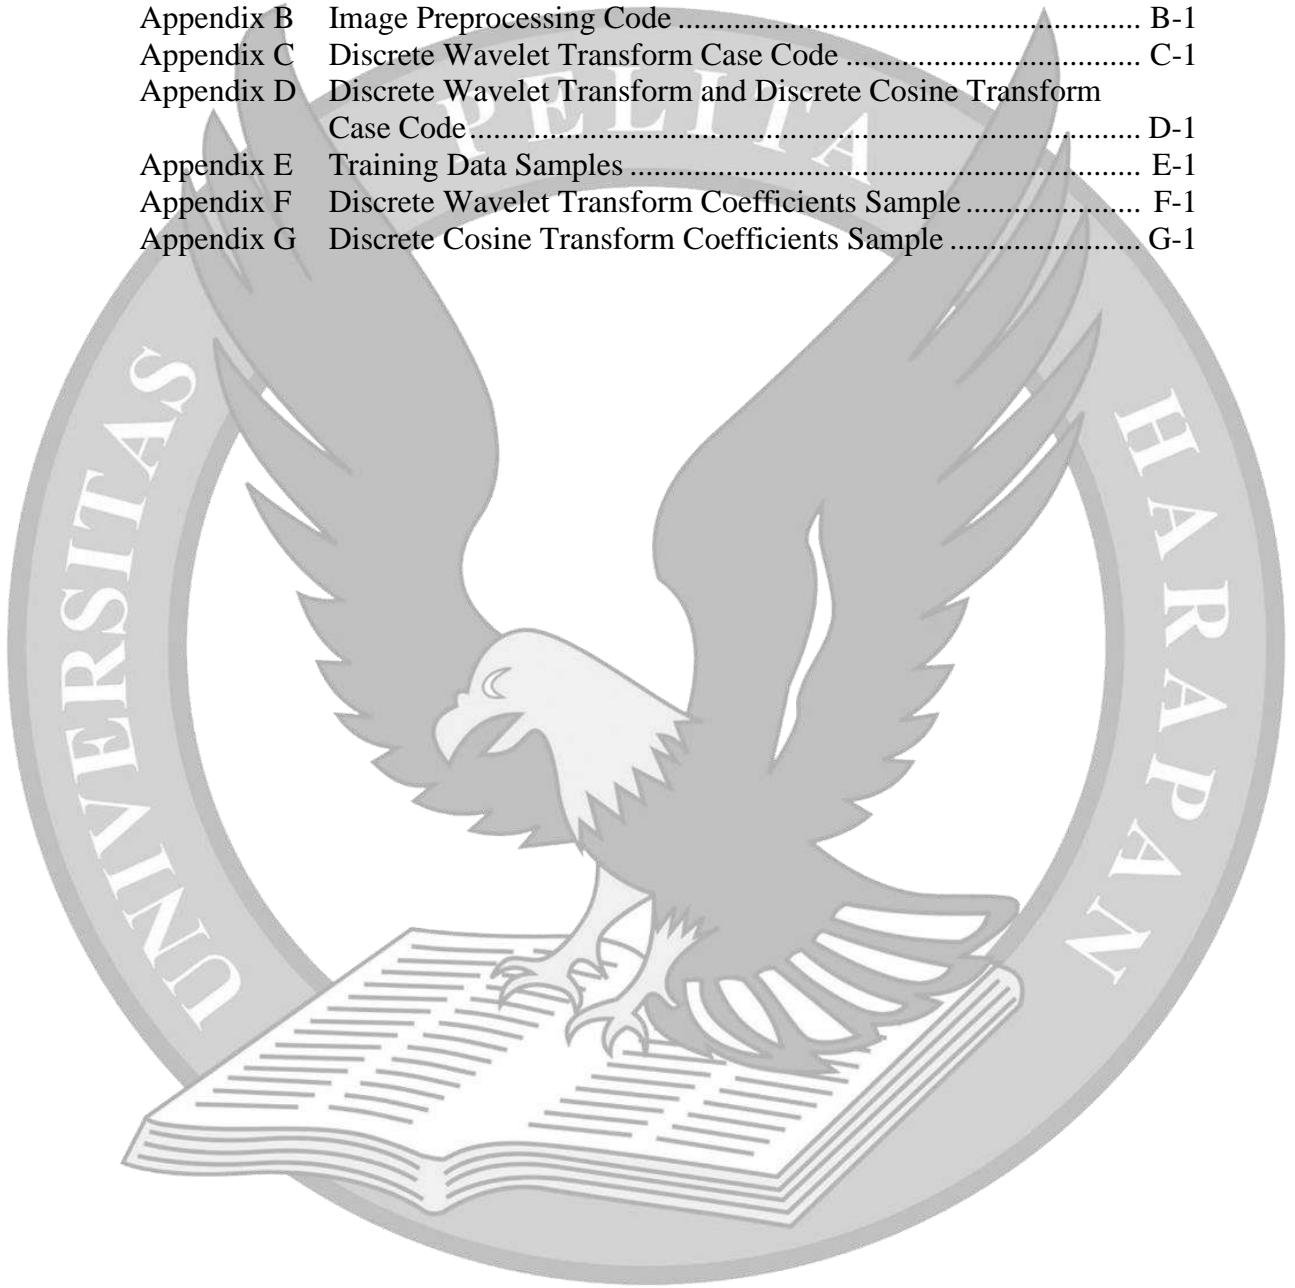 Appendix B Image Preprocessing Code ........................................................ B-1
Appendix C Discrete Wavelet Transform Case Code .................................... C-1
Appendix D Discrete Wavelet Transform and Discrete Cosine Transform
Case Code.................................................................................. D-1
Appendix E Training Data Samples .............................................................. E-1
Appendix F Discrete Wavelet Transform Coefficients Sample ...................... F-1
Appendix G Discrete Cosine Transform Coefficients Sample ........................ G-1
UNIVERSITAS PELITA HARAPAN